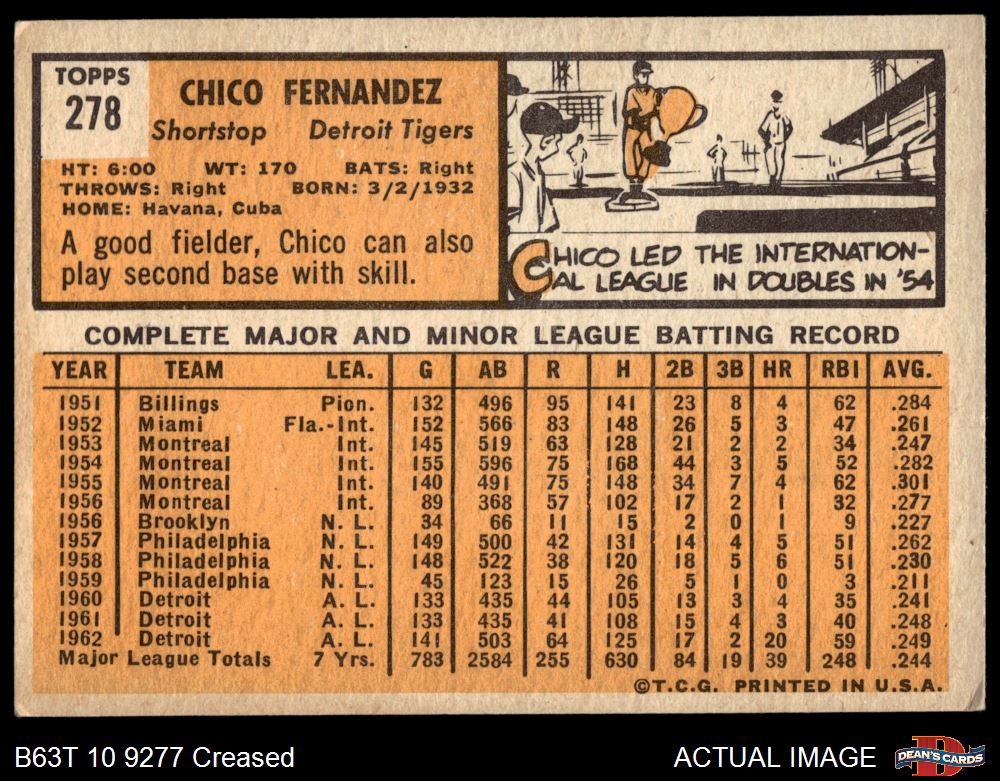 TOPPS
278
CHICO FERNANDEZ
Shortstop Detroit Tigers
HT: 6:00 WT: 170 BATS: Right
THROWS: Right BORN: 3/2/1932
HOME: Havana, Cuba
A good fielder, Chico can also
play second base with skill.
CHICO LED THE INTERNATION-
AL LEAGUE IN DOUBLES IN '54
COMPLETE MAJOR AND MINOR LEAGUE BATTING RECORD
YEAR TEAM LEA. G AB R H 2B 3B HR RBI AVG.
1951 Billings Pion. 132 496 95 141 23 8 4 62 .284
1952 Miami Fla.-Int. 152 566 83 148 26 5 3 47 .261
1953 Montreal Int. 145 519 63 128 21 2 2 34 .247
1954 Montreal Int. 155 596 75 168 44 3 5 52 .282
1955 Montreal Int. 140 491 75 148 34 7 4 62 .301
1956 Montreal Int. 89 368 57 102 17 2 1 32 .277
1956 Brooklyn N. L. 34 66 11 15 2 0 1 9 .227
1957 Philadelphia N. L. 149 500 42 131 14 4 5 51 .262
1958 Philadelphia N. L. 148 522 38 120 18 5 6 51 .230
1959 Philadelphia N. L. 45 123 15 26 5 1 0 3 .211
1960 Detroit A. L. 133 435 44 105 13 3 4 35 .241
1961 Detroit A. L. 133 435 41 108 15 4 3 40 .248
1962 Detroit A. L. 141 503 64 125 17 2 20 59 .249
Major League Totals 7 Yrs. 783 2584 255 630 84 19 39 248 .244
©T.C.G. PRINTED IN U.S.A.
B63T 10 9277 Creased
ACTUAL IMAGE
D
DEAN'S CARDS